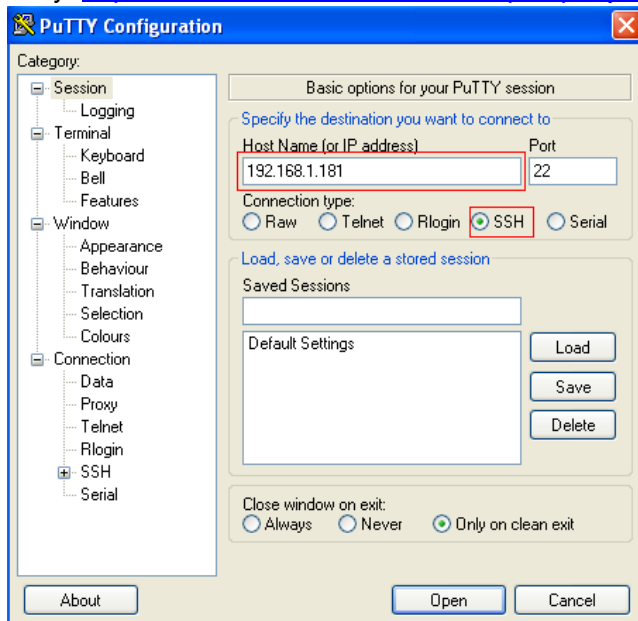 PuTTY Configuration
Category:
Session
Logging
Terminal
Keyboard
Bell
Features
Window
Appearance
Behaviour
Translation
Selection
Colours
Connection
Data
Proxy
Telnet
Rlogin
SSH
Serial
Basic options for your PuTTY session
Specify the destination you want to connect to
Host Name (or IP address) Port
192.168.1.181 22
Connection type:
Raw Telnet Rlogin SSH Serial
Load, save or delete a stored session
Saved Sessions
Default Settings
Load
Save
Delete
Close window on exit:
Always Never Only on clean exit
About Open Cancel